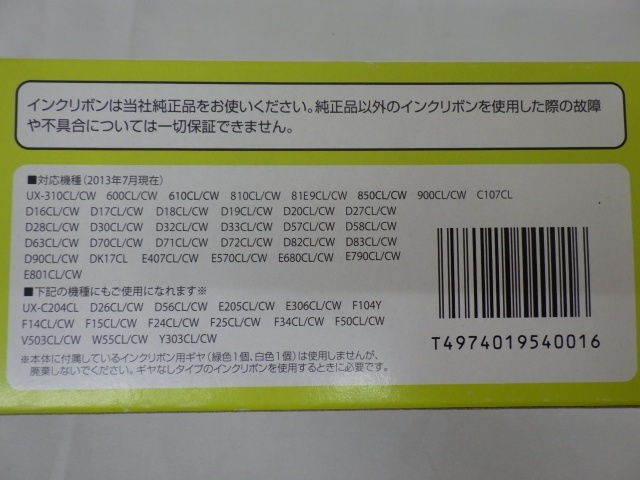 インクリボンは当社純正品をお使いください。純正品以外のインクリボンを使用した際の故障
や不具合については一切保証できません。
■対応機種(2013年7月現在)
UX-310CL/CW 600CL/CW 610CL/CW 810CL/CW 81E9CL/CW 850CL/CW 900CL/CW C107CL
D16CL/CW D17CL/CW D18CL/CW D19CL/CW D20CL/CW D27CL/CW
D28CL/CW D30CL/CW D32CL/CW D33CL/CW D57CL/CW D58CL/CW
D63CL/CW D70CL/CW D71CL/CW D72CL/CW D82CL/CW D83CL/CW
D90CL/CW DK17CL E407CL/CW E570CL/CW E680CL/CW E790CL/CW
E801CL/CW
■下記の機種にもご使用になれます※
UX-C204CL D26CL/CW D56CL/CW E205CL/CW E306CL/CW F104Y
F14CL/CW F15CL/CW F24CL/CW F25CL/CW F34CL/CW F50CL/CW
V503CL/CW W55CL/CW Y303CL/CW
※本体に付属しているインクリボン用ギヤ(緑色1個、白色1個)は使用しませんが、
廃棄しないでください。ギヤなしタイプのインクリボンを使用するときに必要です。
T4974019540016